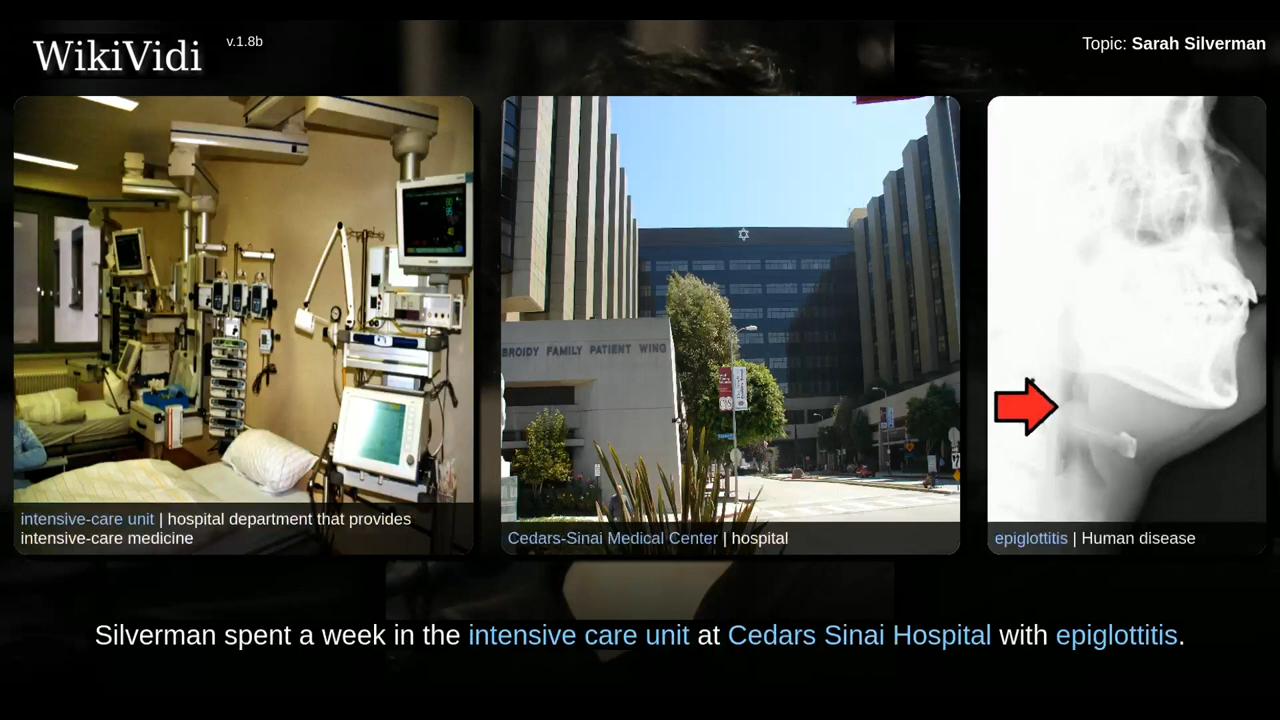 WikiVidi
v.1.8b
Topic: Sarah Silverman
BROIDY FAMILY PATIENT WING
intensive-care unit | hospital department that provides
intensive-care medicine
Cedars-Sinai Medical Center | hospital
epiglottitis | Human disease
Silverman spent a week in the intensive care unit at Cedars Sinai Hospital with epiglottitis.